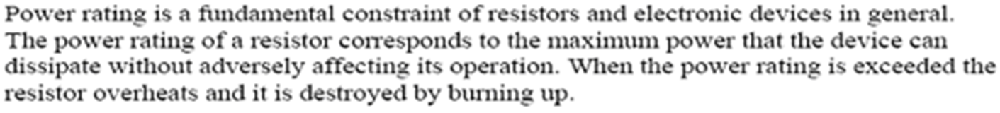 Power rating is a fundamental constraint of resistors and electronic devices in general.
The power rating of a resistor corresponds to the maximum power that the device can
dissipate without adversely affecting its operation. When the power rating is exceeded the
resistor overheats and it is destroyed by burning up.